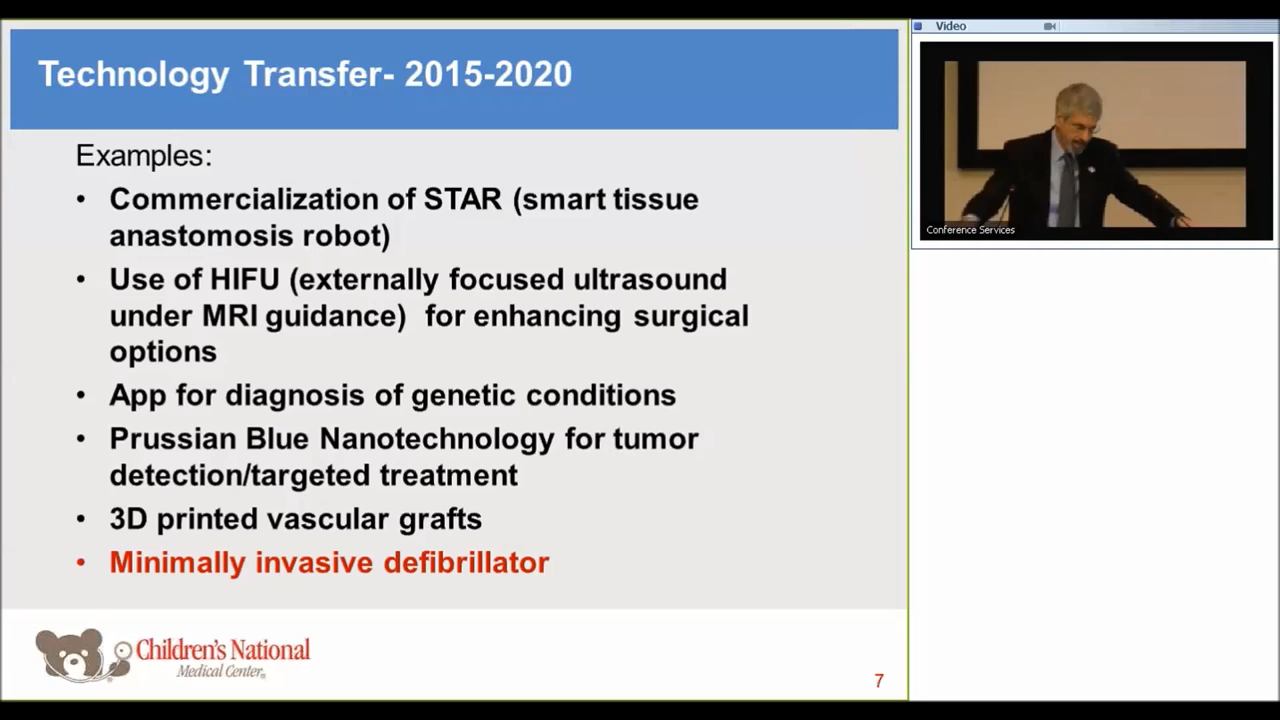 Technology Transfer- 2015-2020
Examples:
• Commercialization of STAR (smart tissue
anastomosis robot)
• Use of HIFU (externally focused ultrasound
under MRI guidance)  for enhancing surgical
options
• App for diagnosis of genetic conditions
• Prussian Blue Nanotechnology for tumor
detection/targeted treatment
• 3D printed vascular grafts
• Minimally invasive defibrillator
Children's National
Medical Center
7
Video
Conference Services